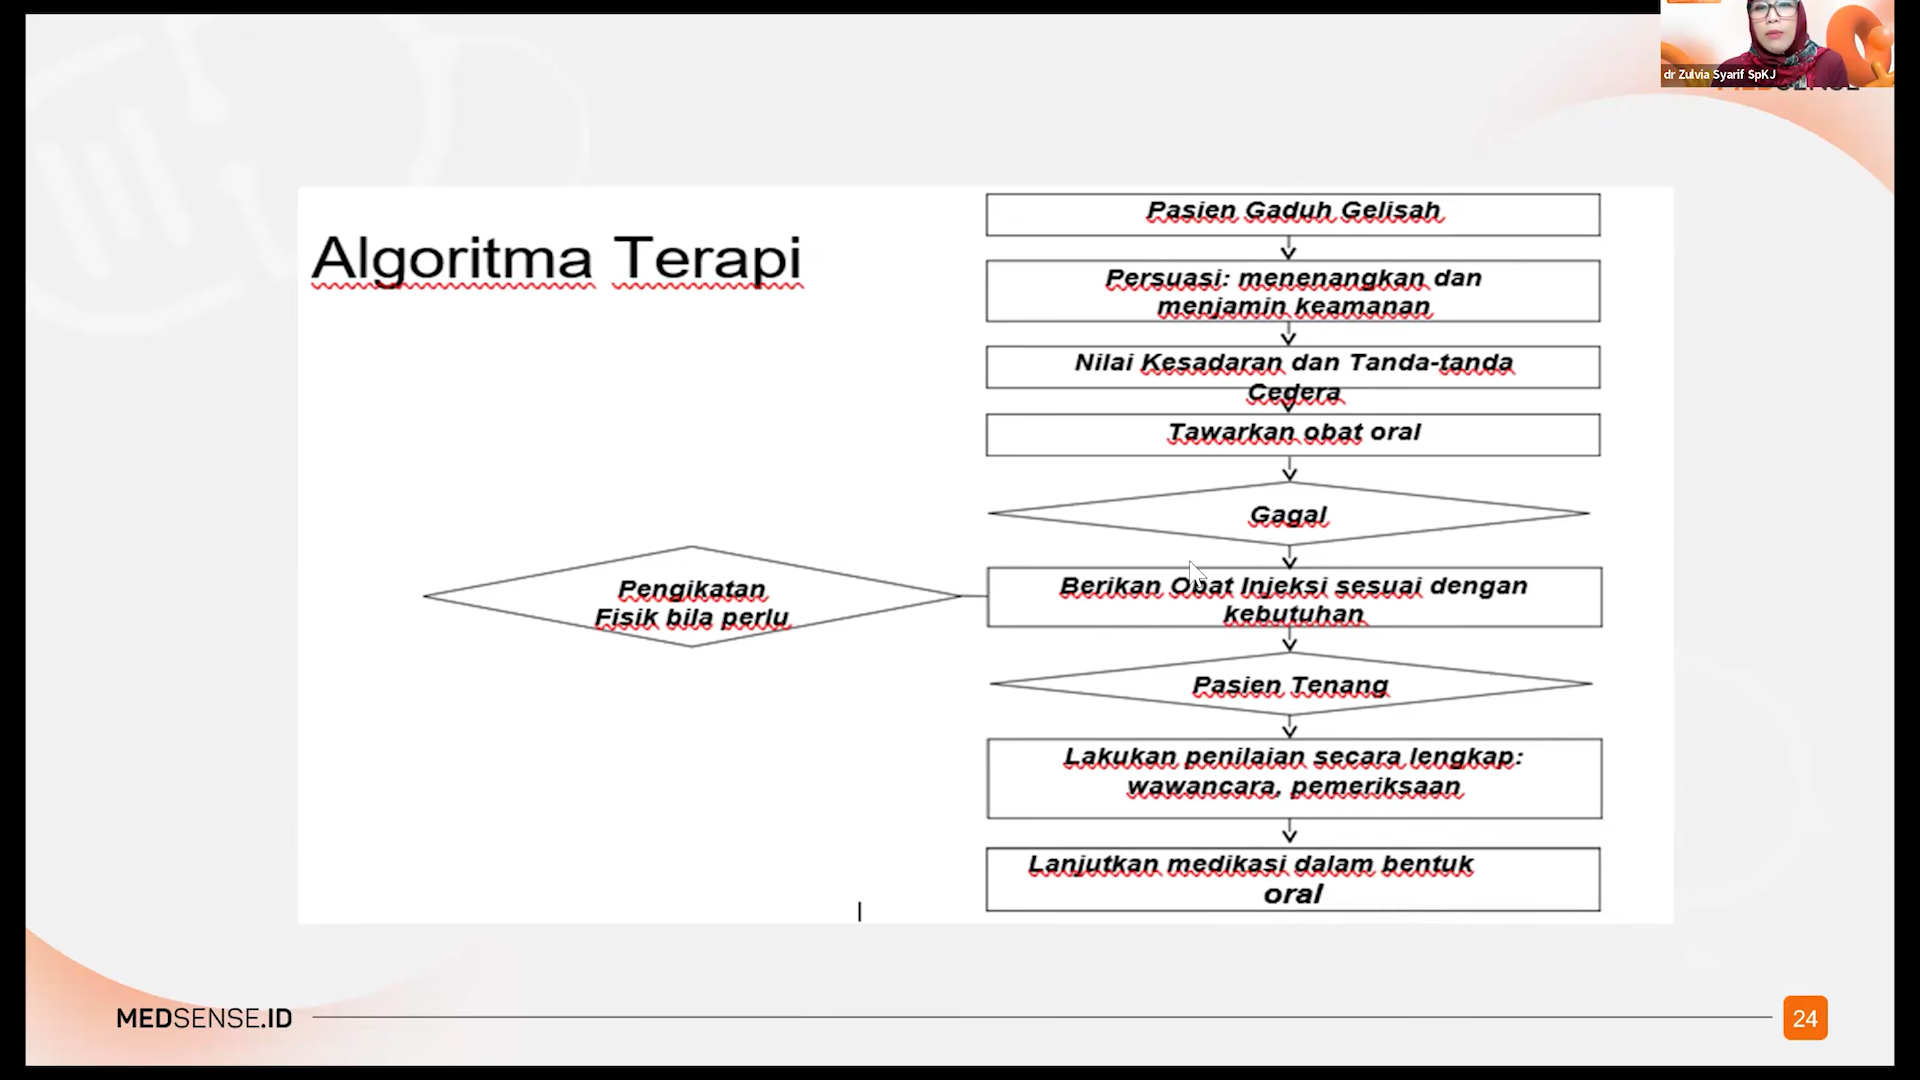 dr Zulvia Syarif SpKJ
Algoritma Terapi
Pasien Gaduh Gelisah
Persuasi: menenangkan dan
menjamin keamanan
Nilai Kesadaran dan Tanda-tanda
Cedera
Tawarkan obat oral
Gagal
Pengikatan
Fisik bila perlu
Berikan Obat Injeksi sesuai dengan
kebutuhan
Pasien Tenang
Lakukan penilaian secara lengkap:
wawancara, pemeriksaan
Lanjutkan medikasi dalam bentuk
oral
MEDSENSE.ID
24